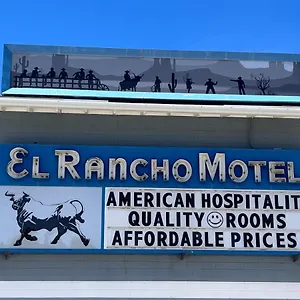 EL RANCHO MOTEL
AMERICAN HOSPITALIT
QUALITY ROOMS
AFFORDABLE PRICES